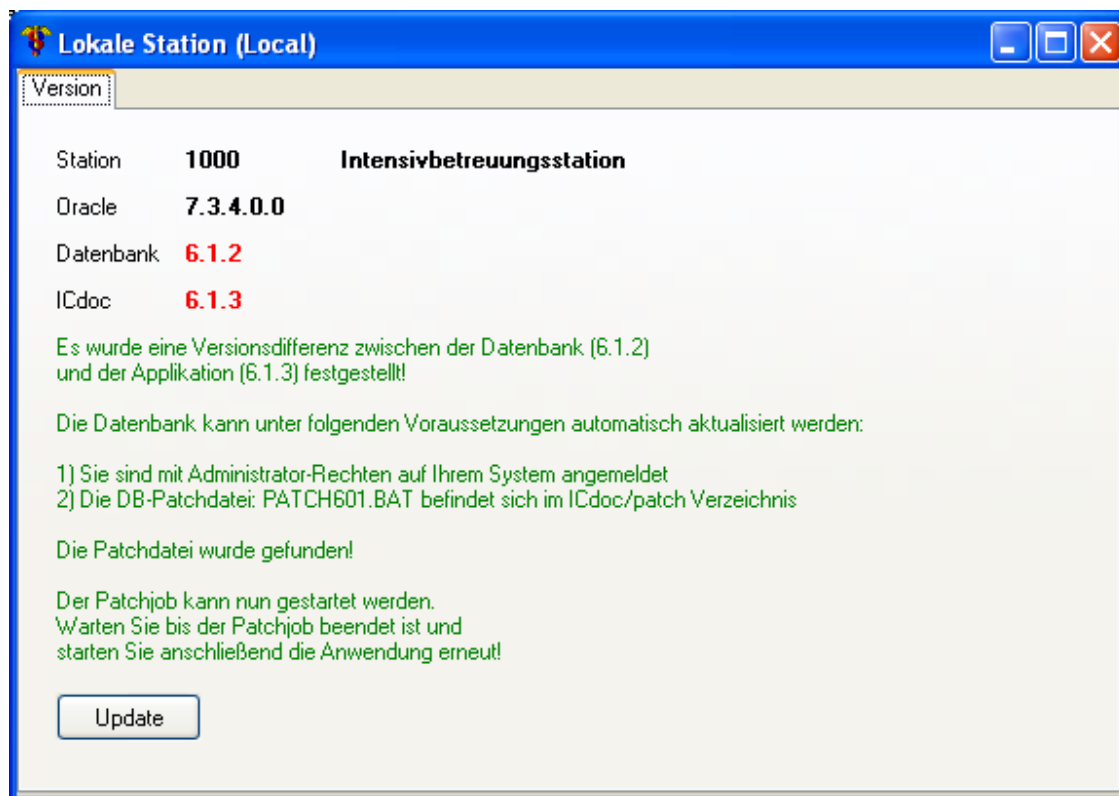 Lokale Station (Local)
Version
Station 1000 Intensivbetreuungsstation
Oracle 7.3.4.0.0
Datenbank 6.1.2
ICdoc 6.1.3
Es wurde eine Versionsdifferenz zwischen der Datenbank (6.1.2)
und der Applikation (6.1.3) festgestellt!
Die Datenbank kann unter folgenden Voraussetzungen automatisch aktualisiert werden:
1) Sie sind mit Administrator-Rechten auf Ihrem System angemeldet
2) Die DB-Patchdatei: PATCH601.BAT befindet sich im ICdoc/patch Verzeichnis
Die Patchdatei wurde gefunden!
Der Patchjob kann nun gestartet werden.
Warten Sie bis der Patchjob beendet ist und
starten Sie anschließend die Anwendung erneut!
Update